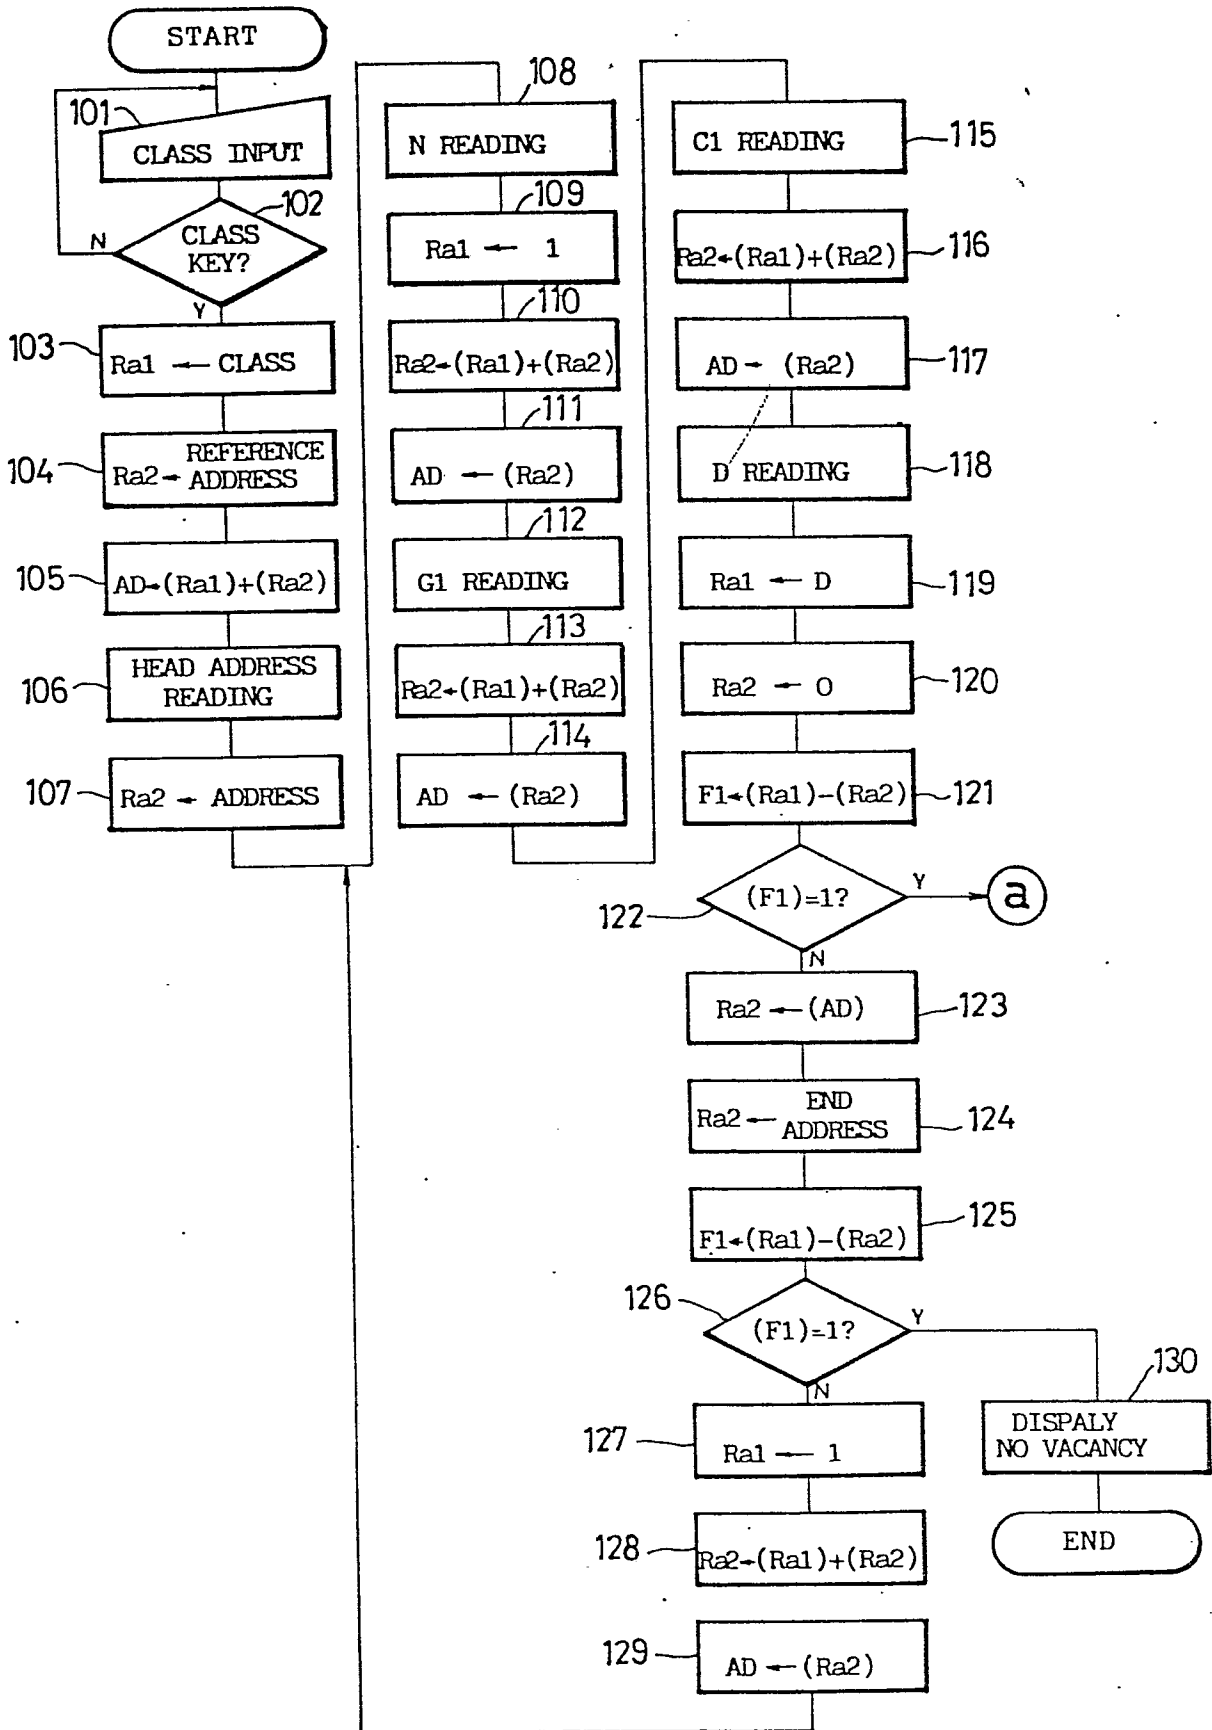 START
101
CLASS INPUT
102
CLASS
KEY?
N
Y
103
Ra1 ← CLASS
104
Ra2 ← REFERENCE
ADDRESS
105
AD←(Ra1)+(Ra2)
106
HEAD ADDRESS
READING
107
Ra2 ← ADDRESS
108
N READING
109
Ra1 ← 1
110
Ra2←(Ra1)+(Ra2)
111
AD ← (Ra2)
112
G1 READING
113
Ra2←(Ra1)+(Ra2)
114
AD ← (Ra2)
115
C1 READING
116
Ra2←(Ra1)+(Ra2)
117
AD ← (Ra2)
118
D READING
119
Ra1 ← D
120
Ra2 ← O
121
F1←(Ra1)-(Ra2)
122
(F1)=1?
Y
a
N
123
Ra2 ← (AD)
124
Ra2 ← END
ADDRESS
125
F1←(Ra1)-(Ra2)
126
(F1)=1?
Y
N
127
Ra1 ← 1
128
Ra2←(Ra1)+(Ra2)
129
AD ← (Ra2)
130
DISPALY
NO VACANCY
END